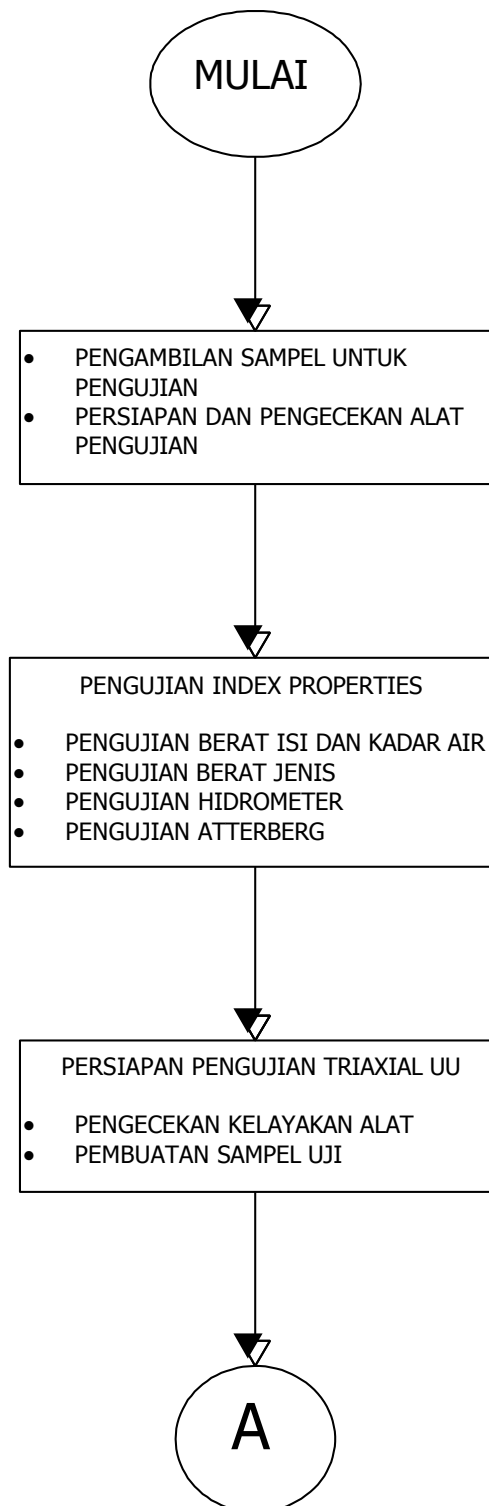 MULAI
• PENGAMBILAN SAMPEL UNTUK
PENGUJIAN
• PERSIAPAN DAN PENGECEKAN ALAT
PENGUJIAN
PENGUJIAN INDEX PROPERTIES
• PENGUJIAN BERAT ISI DAN KADAR AIR
• PENGUJIAN BERAT JENIS
• PENGUJIAN HIDROMETER
• PENGUJIAN ATTERBERG
PERSIAPAN PENGUJIAN TRIAXIAL UU
• PENGECEKAN KELAYAKAN ALAT
• PEMBUATAN SAMPEL UJI
A